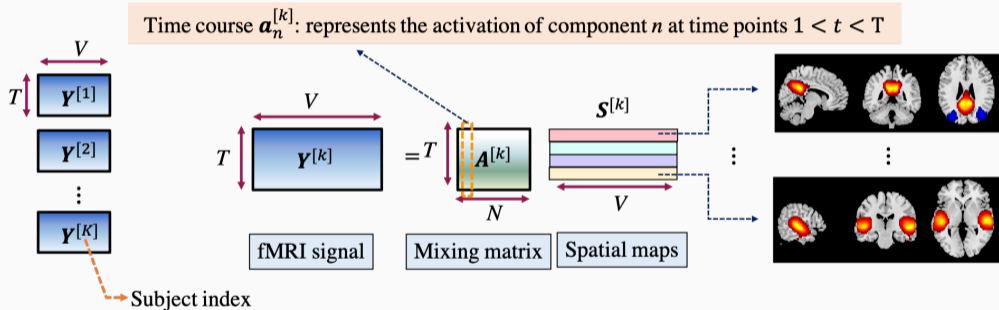 Time course 𝒂ₙ^[k]: represents the activation of component n at time points 1 < t < T
V
T
Y^[1]
Y^[2]
⋮
Y^[K]
Subject index
V
T
Y^[k]
fMRI signal
=
T
A^[k]
N
Mixing matrix
S^[k]
V
Spatial maps
⋮
⋮